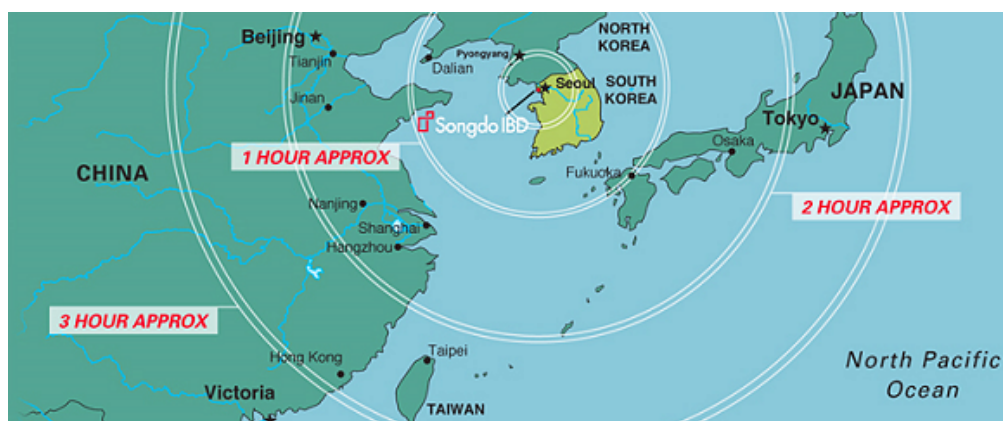 Beijing
Tianjin
Dalian
Pyongyang
NORTH
KOREA
Seoul
SOUTH
KOREA
JAPAN
Jinan
Songdo IBD
Tokyo
Osaka
1 HOUR APPROX
CHINA
Fukuoka
Nanjing
2 HOUR APPROX
Shanghai
Hangzhou
3 HOUR APPROX
Hong Kong
Taipei
North Pacific
Ocean
Victoria
TAIWAN